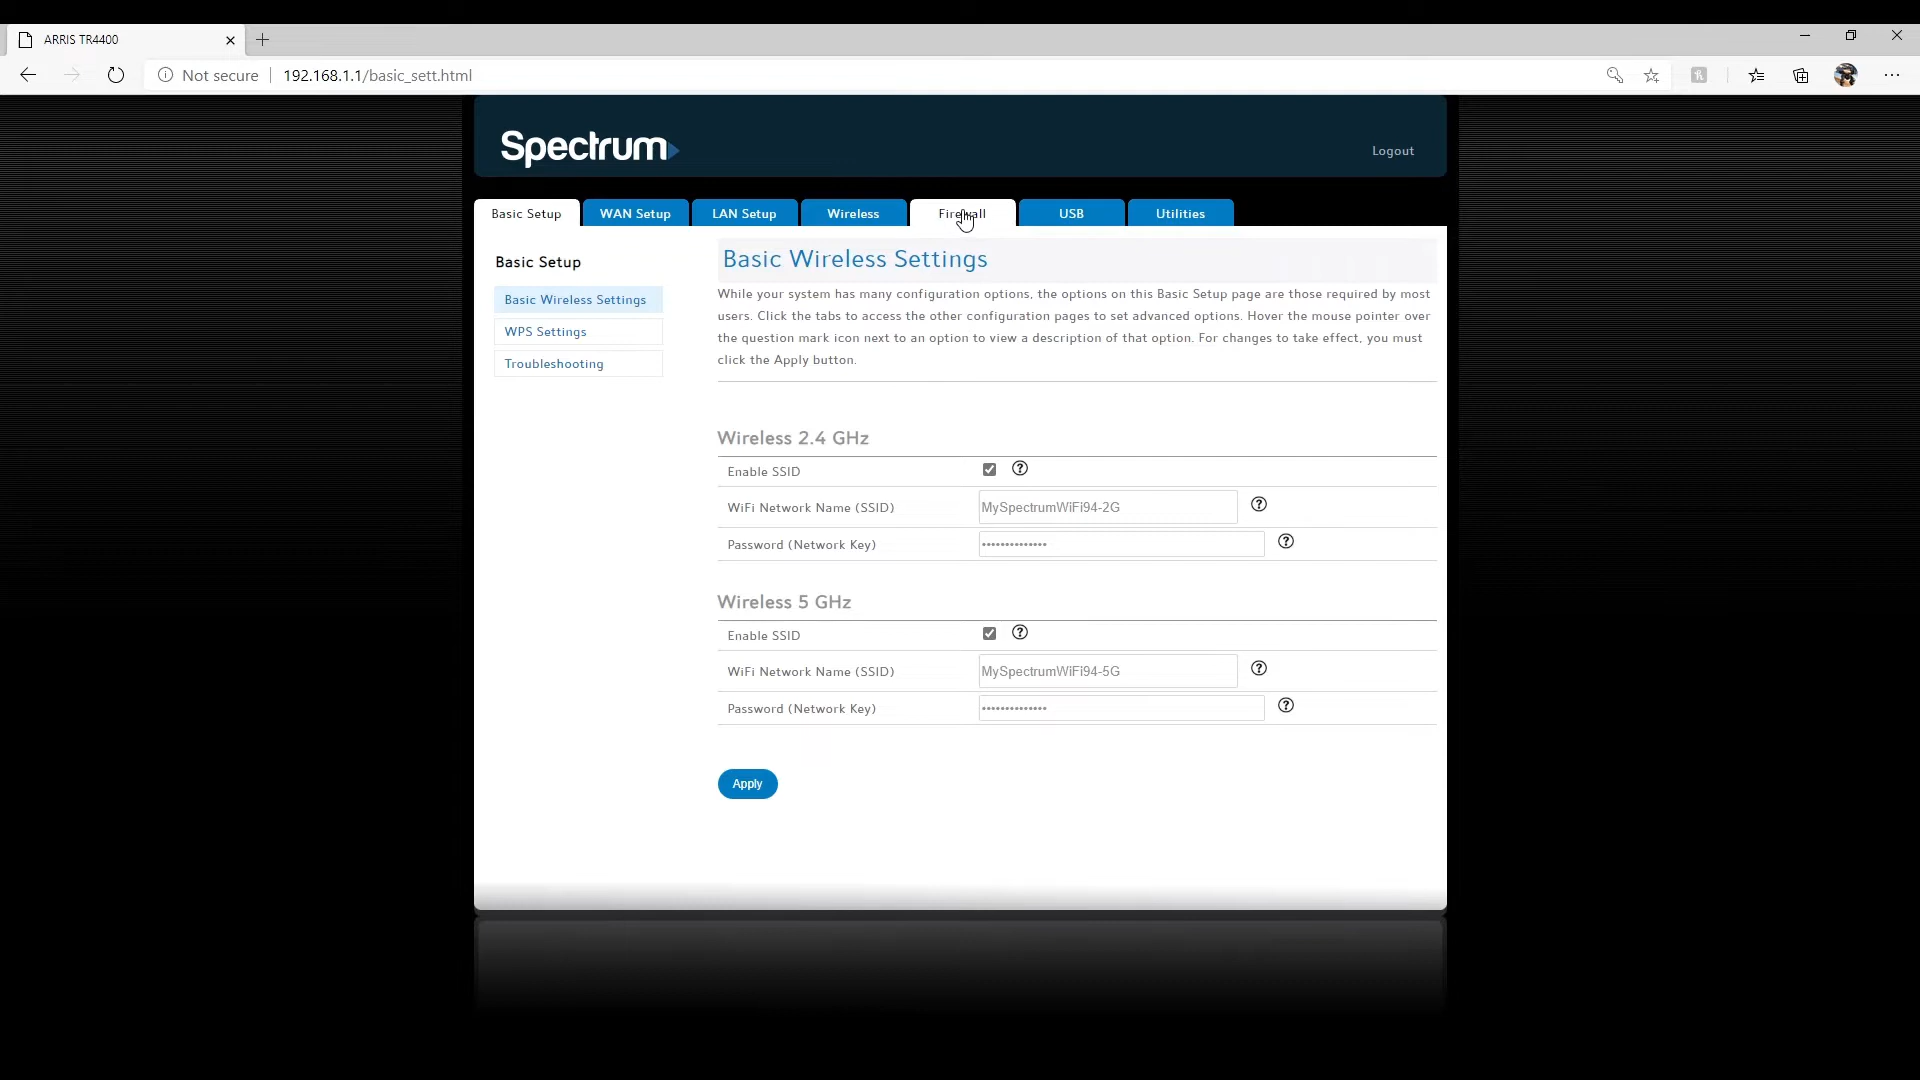 ARRIS TR4400
Not secure 192.168.1.1/basic_sett.html
Spectrum
Logout
Basic Setup WAN Setup LAN Setup Wireless Firewall USB Utilities
Basic Setup
Basic Wireless Settings
WPS Settings
Troubleshooting
Basic Wireless Settings
While your system has many configuration options, the options on this Basic Setup page are those required by most
users. Click the tabs to access the other configuration pages to set advanced options. Hover the mouse pointer over
the question mark icon next to an option to view a description of that option. For changes to take effect, you must
click the Apply button.
Wireless 2.4 GHz
Enable SSID
WiFi Network Name (SSID) MySpectrumWiFi94-2G
Password (Network Key) ••••••••••••••
Wireless 5 GHz
Enable SSID
WiFi Network Name (SSID) MySpectrumWiFi94-5G
Password (Network Key) ••••••••••••••
Apply